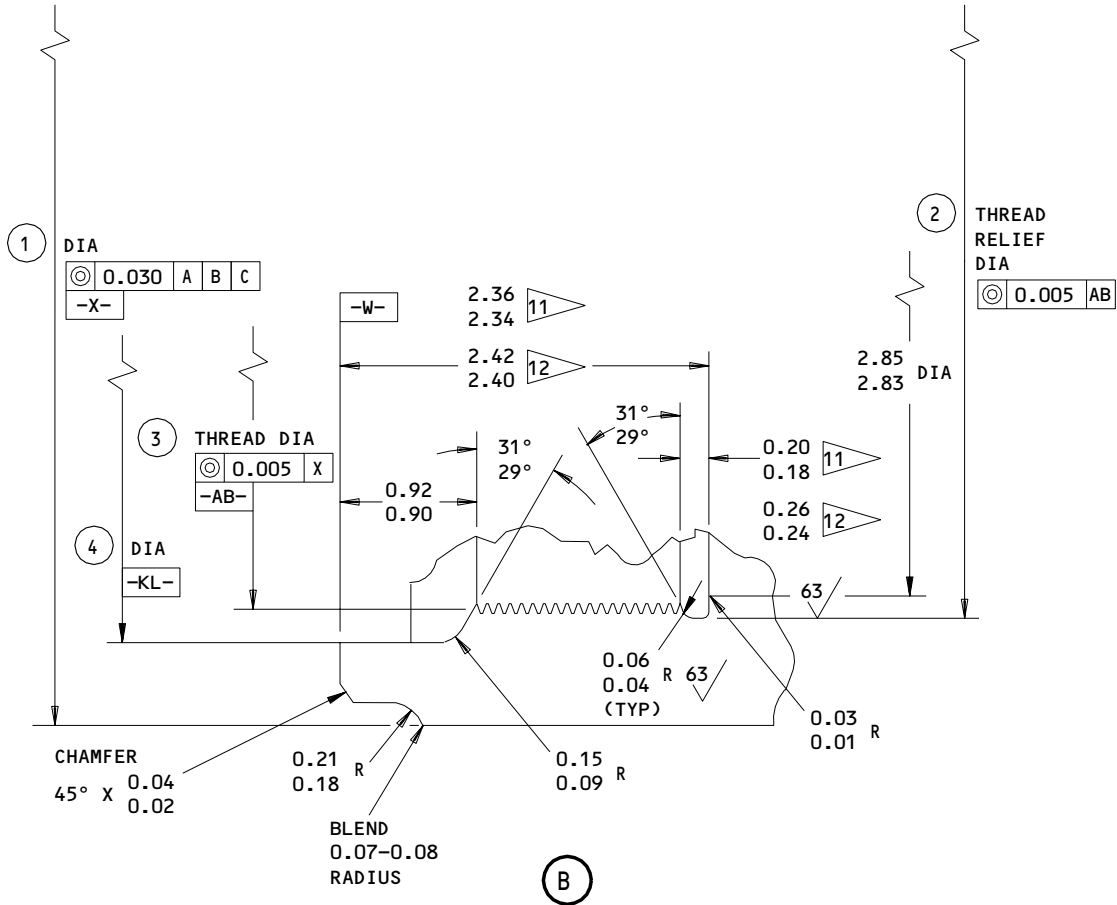 1
DIA
0.030 A B C
-X-
2
THREAD
RELIEF
DIA
0.005 AB
-W-
2.36
2.34
11
2.42
2.40
12
2.85
2.83
DIA
3
THREAD DIA
0.005 X
-AB-
31°
29°
31°
29°
0.20
0.18
11
0.92
0.90
0.26
0.24
12
4
DIA
-KL-
63
0.06
0.04
R
(TYP)
63
0.03
0.01
R
CHAMFER
45° X
0.04
0.02
0.21
0.18
R
0.15
0.09
R
BLEND
0.07-0.08
RADIUS
B